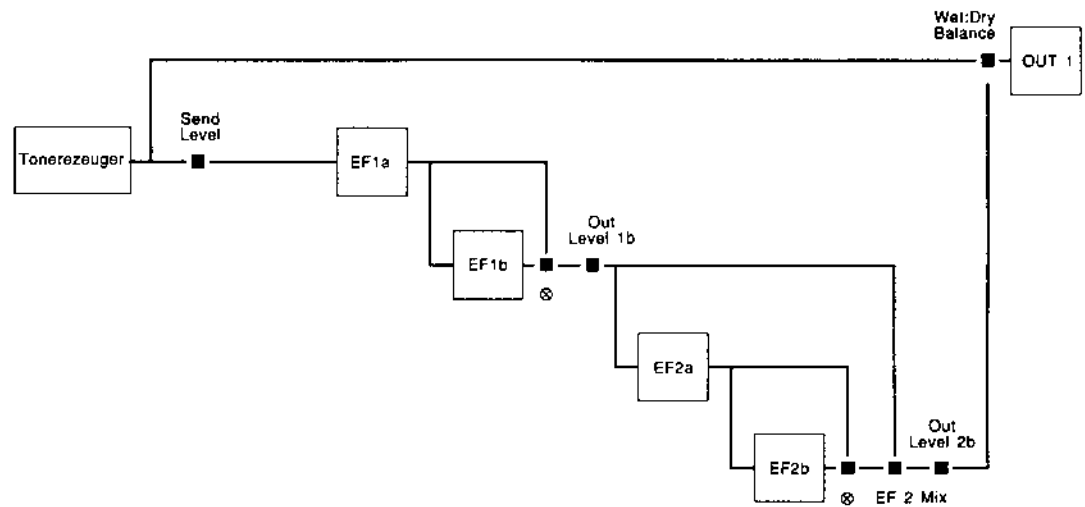 Wet:Dry
Balance
OUT 1
Send
Level
Tonerezeuger
EF1a
Out
Level 1b
EF1b
⊗
EF2a
Out
Level 2b
EF2b
⊗
EF 2 Mix